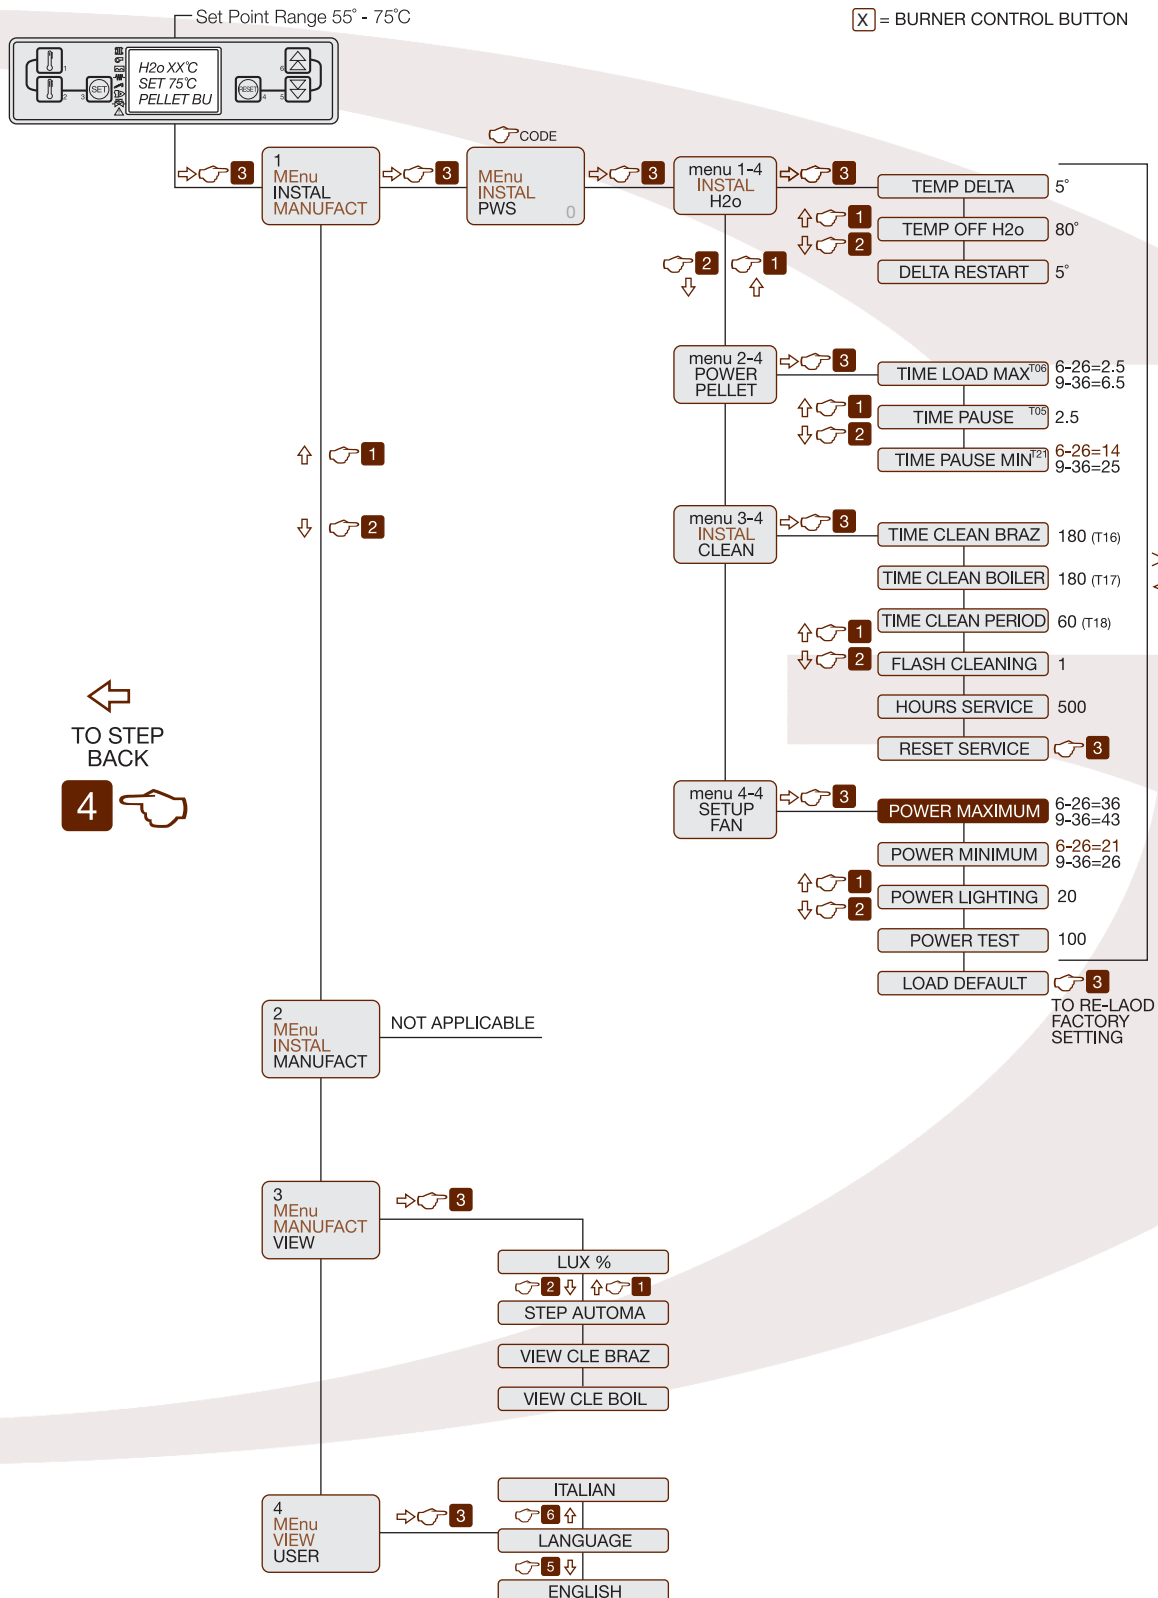 Set Point Range 55° - 75°C
X = BURNER CONTROL BUTTON
H2o XX°C
SET 75°C
PELLET BU
1
2
3
SET
RESET
4
5
6
CODE
3
1
MEnu
INSTAL
MANUFACT
3
MEnu
INSTAL
PWS 0
3
menu 1-4
INSTAL
H2o
3
TEMP DELTA 5°
1
TEMP OFF H2o 80°
2
DELTA RESTART 5°
2
1
menu 2-4
POWER
PELLET
3
TIME LOAD MAX T06 6-26=2.5
9-36=6.5
1
TIME PAUSE T05 2.5
2
TIME PAUSE MIN T21 6-26=14
9-36=25
1
2
menu 3-4
INSTAL
CLEAN
3
TIME CLEAN BRAZ 180 (T16)
TIME CLEAN BOILER 180 (T17)
TIME CLEAN PERIOD 60 (T18)
1
2
FLASH CLEANING 1
HOURS SERVICE 500
RESET SERVICE 3
TO STEP
BACK
4
menu 4-4
SETUP
FAN
3
POWER MAXIMUM 6-26=36
9-36=43
POWER MINIMUM 6-26=21
9-36=26
1
POWER LIGHTING 20
2
POWER TEST 100
LOAD DEFAULT 3
TO RE-LAOD
FACTORY
SETTING
2
MEnu
INSTAL
MANUFACT
NOT APPLICABLE
3
MEnu
MANUFACT
VIEW
3
LUX %
2 1
STEP AUTOMA
VIEW CLE BRAZ
VIEW CLE BOIL
4
MEnu
VIEW
USER
3
ITALIAN
6
LANGUAGE
5
ENGLISH